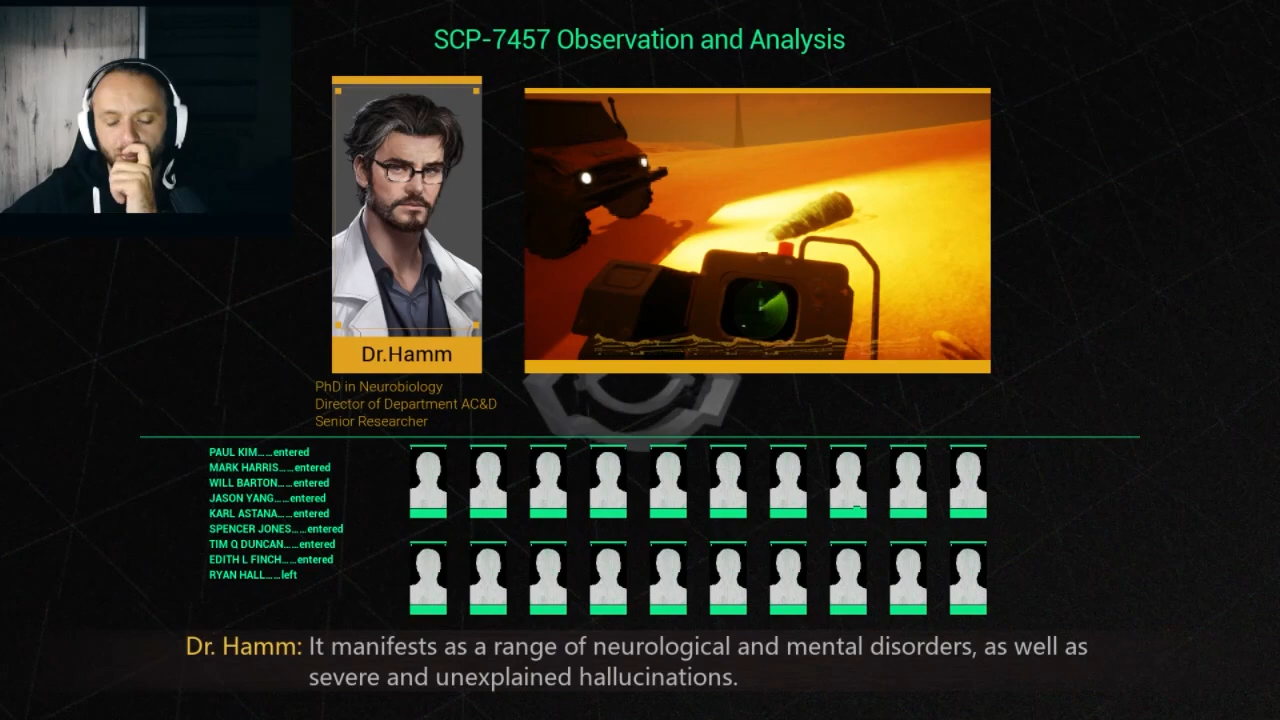 SCP-7457 Observation and Analysis
Dr.Hamm
PhD in Neurobiology
Director of Department AC&D
Senior Researcher
PAUL KIM......entered
MARK HARRIS......entered
WILL BARTON......entered
JASON YANG......entered
KARL ASTANA......entered
SPENCER JONES......entered
TIM Q DUNCAN......entered
EDITH L FINCH......entered
RYAN HALL......left
Dr. Hamm: It manifests as a range of neurological and mental disorders, as well as
severe and unexplained hallucinations.